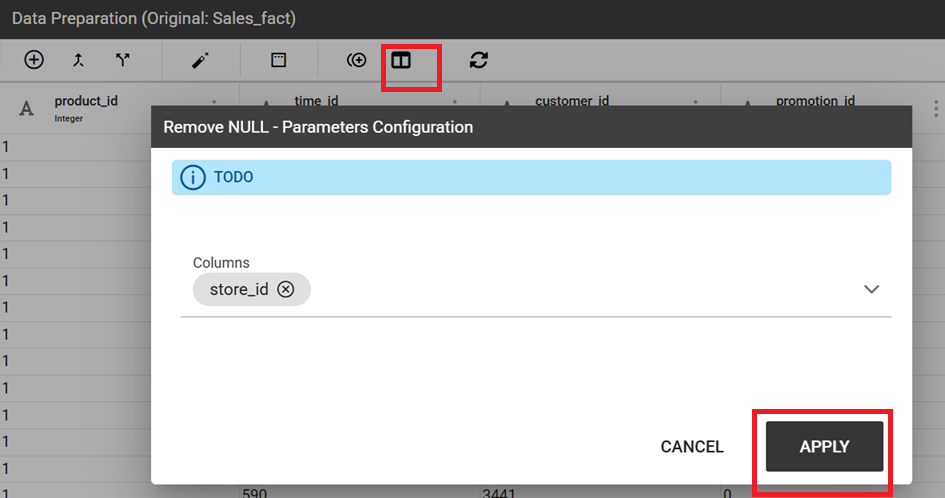 Data Preparation (Original: Sales_fact)
A product_id time_id customer_id promotion_id
Integer
Remove NULL - Parameters Configuration
1
1
TODO
1
1
1
Columns
1
store_id
1
1
1
1
1
1
CANCEL APPLY
1
1 590 3441 0